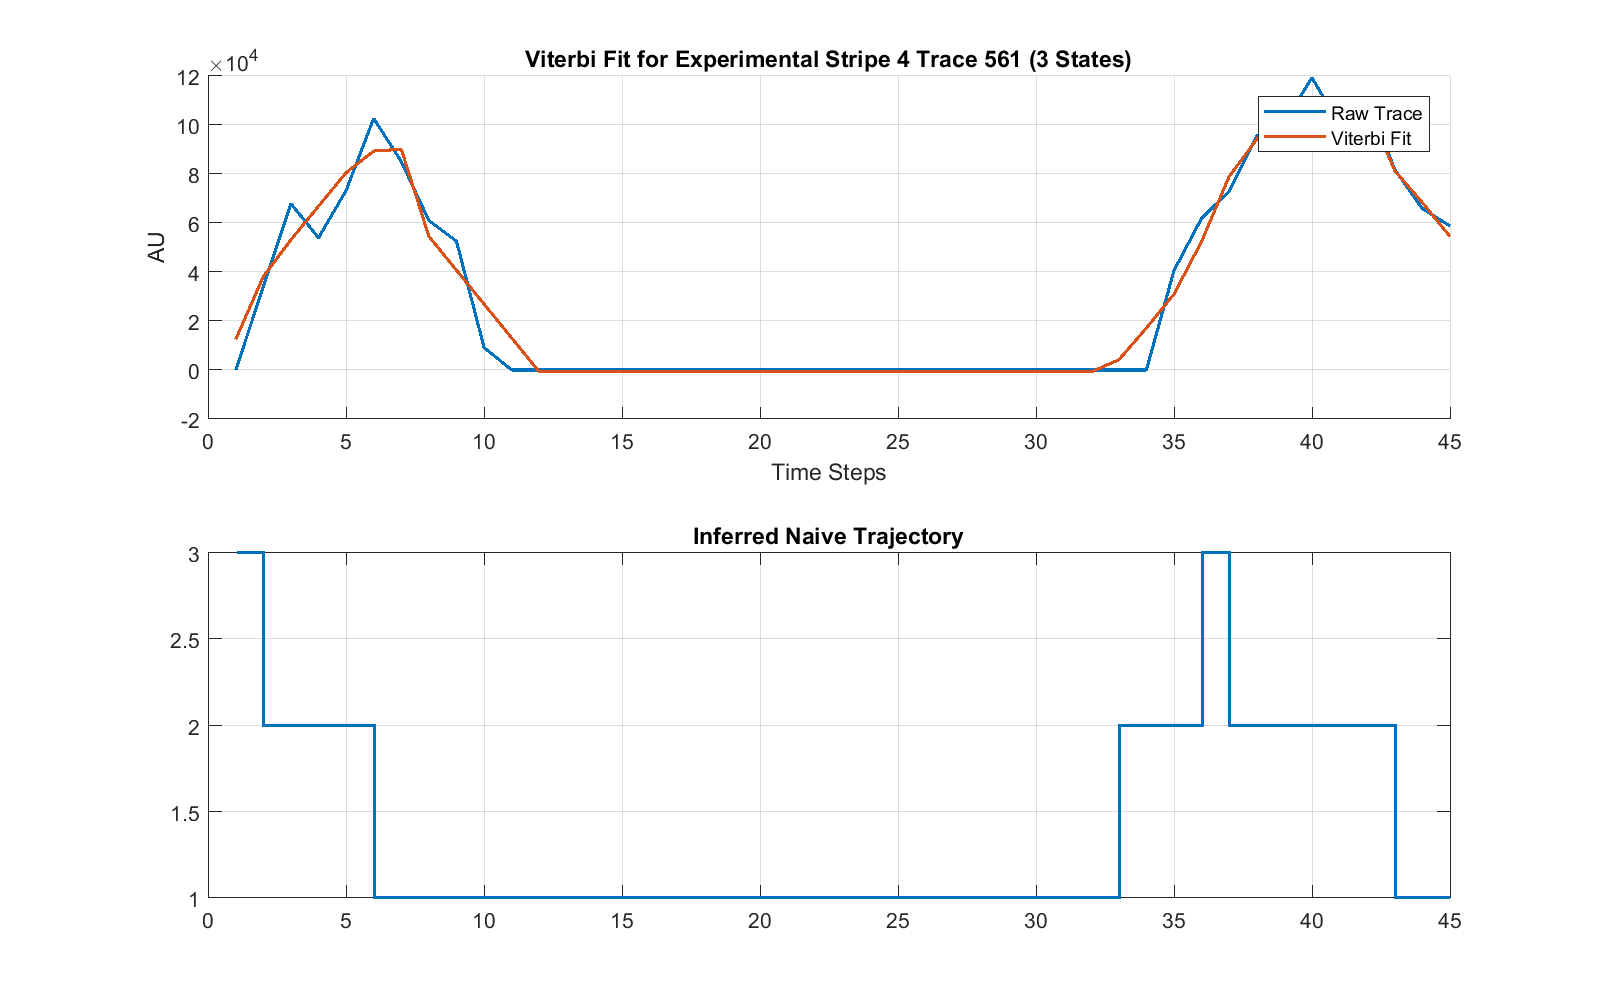 Viterbi Fit for Experimental Stripe 4 Trace 561 (3 States)
×10⁴
12
10
8
6
4
2
0
-2
AU
Raw Trace
Viterbi Fit
0 5 10 15 20 25 30 35 40 45
Time Steps
Inferred Naive Trajectory
3
2.5
2
1.5
1
0 5 10 15 20 25 30 35 40 45